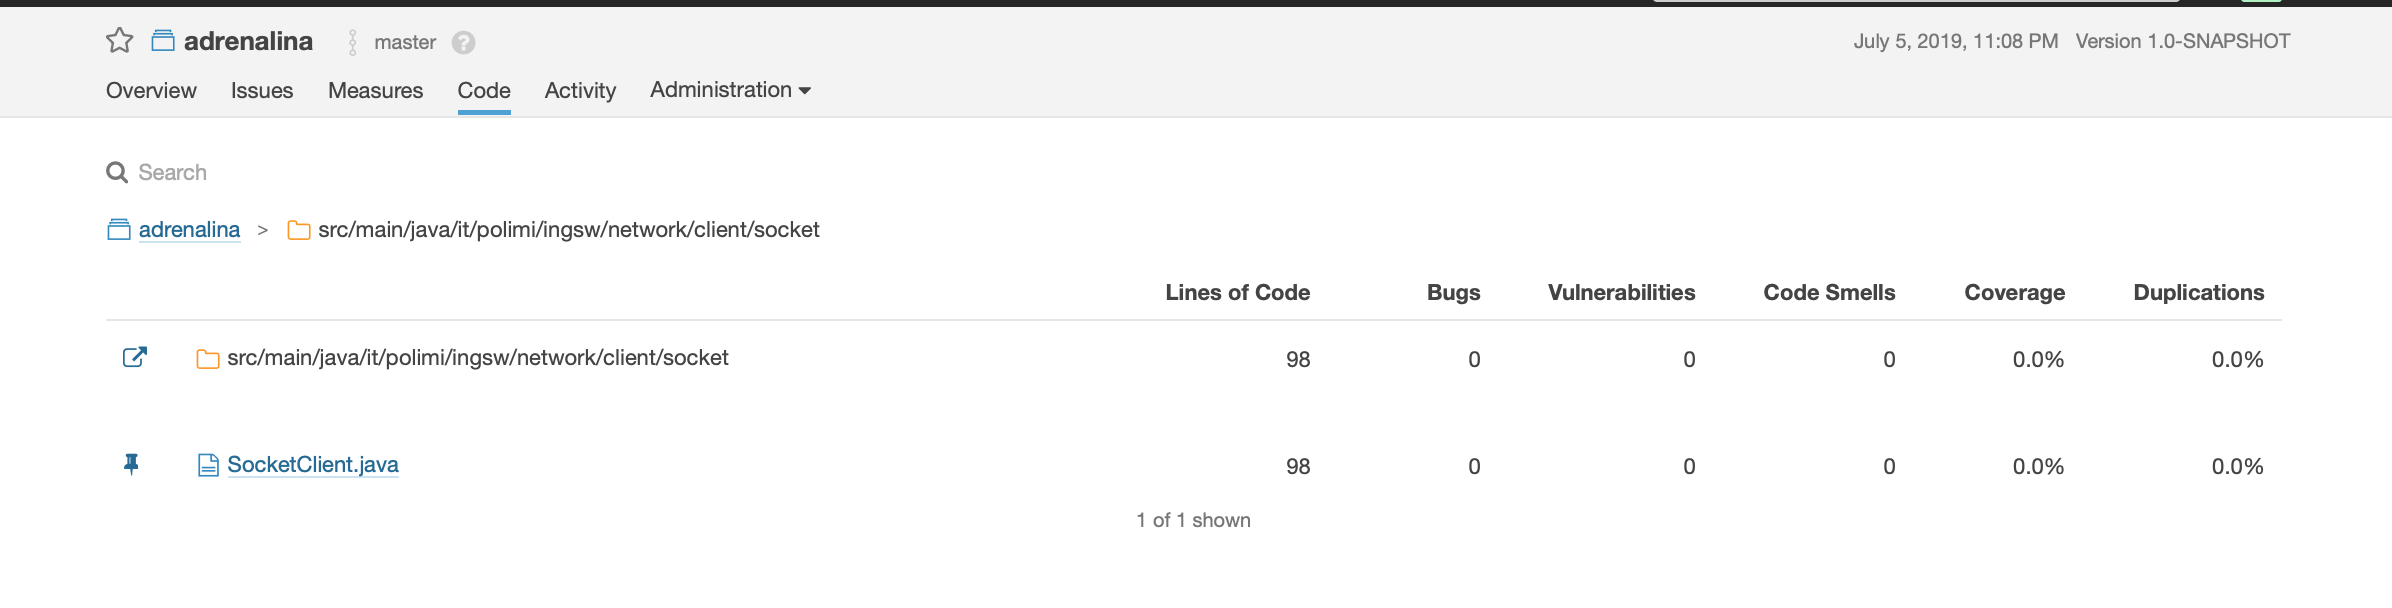 adrenalina master ? July 5, 2019, 11:08 PM Version 1.0-SNAPSHOT
Overview Issues Measures Code Activity Administration
Search
adrenalina > src/main/java/it/polimi/ingsw/network/client/socket
Lines of Code Bugs Vulnerabilities Code Smells Coverage Duplications
src/main/java/it/polimi/ingsw/network/client/socket 98 0 0 0 0.0% 0.0%
SocketClient.java 98 0 0 0 0.0% 0.0%
1 of 1 shown